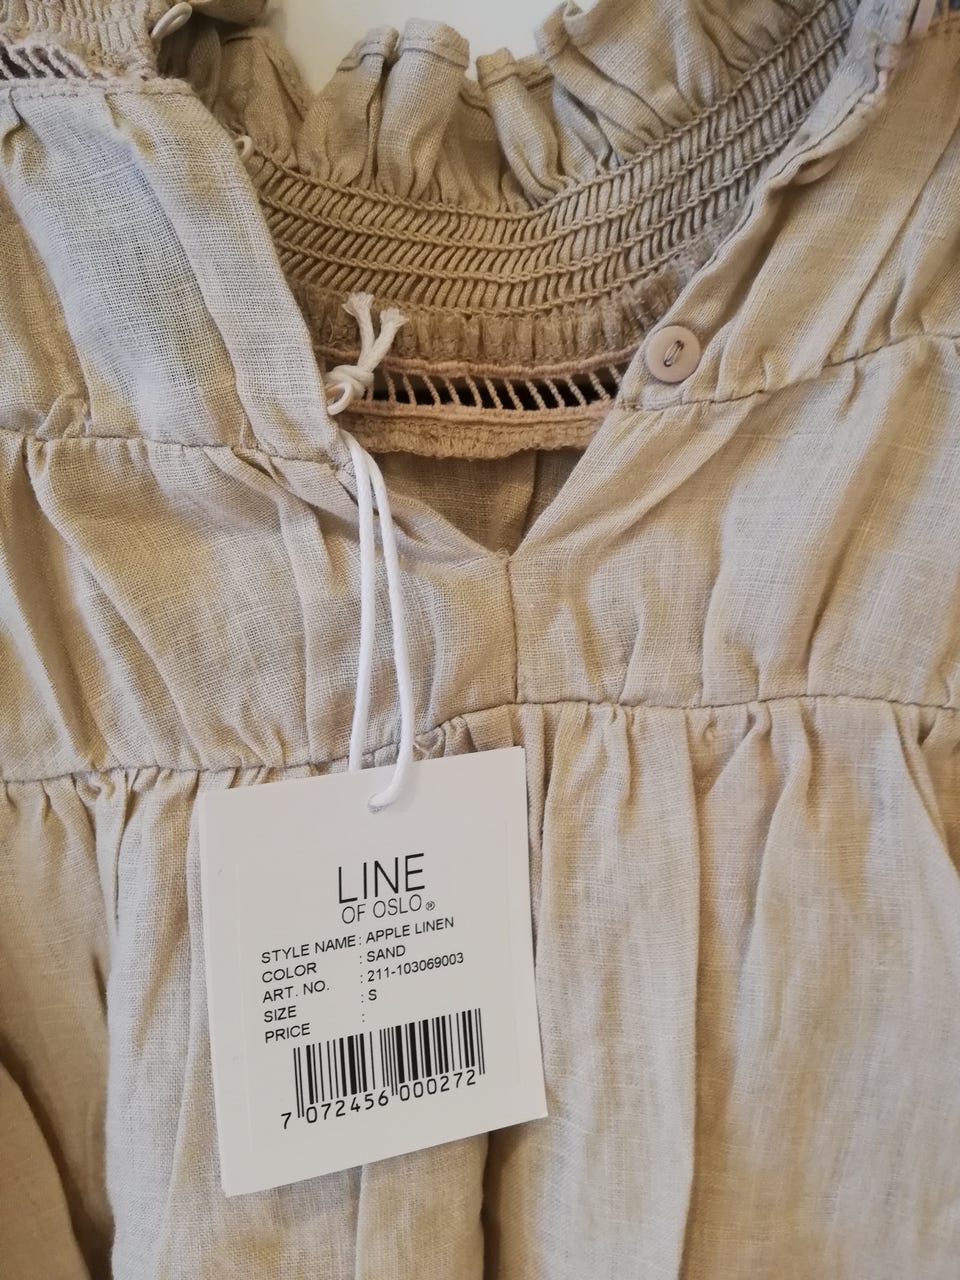 LINE
OF OSLO®
STYLE NAME: APPLE LINEN
COLOR : SAND
ART. NO. : 211-103069003
SIZE : S
PRICE :
7 072456 000272